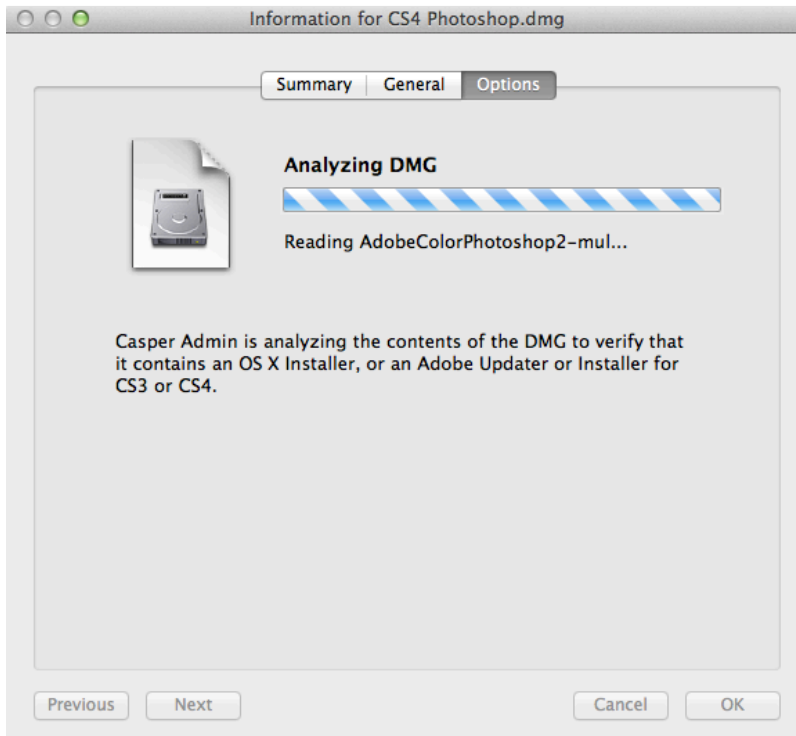 Information for CS4 Photoshop.dmg
Summary General Options
Analyzing DMG
Reading AdobeColorPhotoshop2-mul...
Casper Admin is analyzing the contents of the DMG to verify that
it contains an OS X Installer, or an Adobe Updater or Installer for
CS3 or CS4.
Previous Next Cancel OK